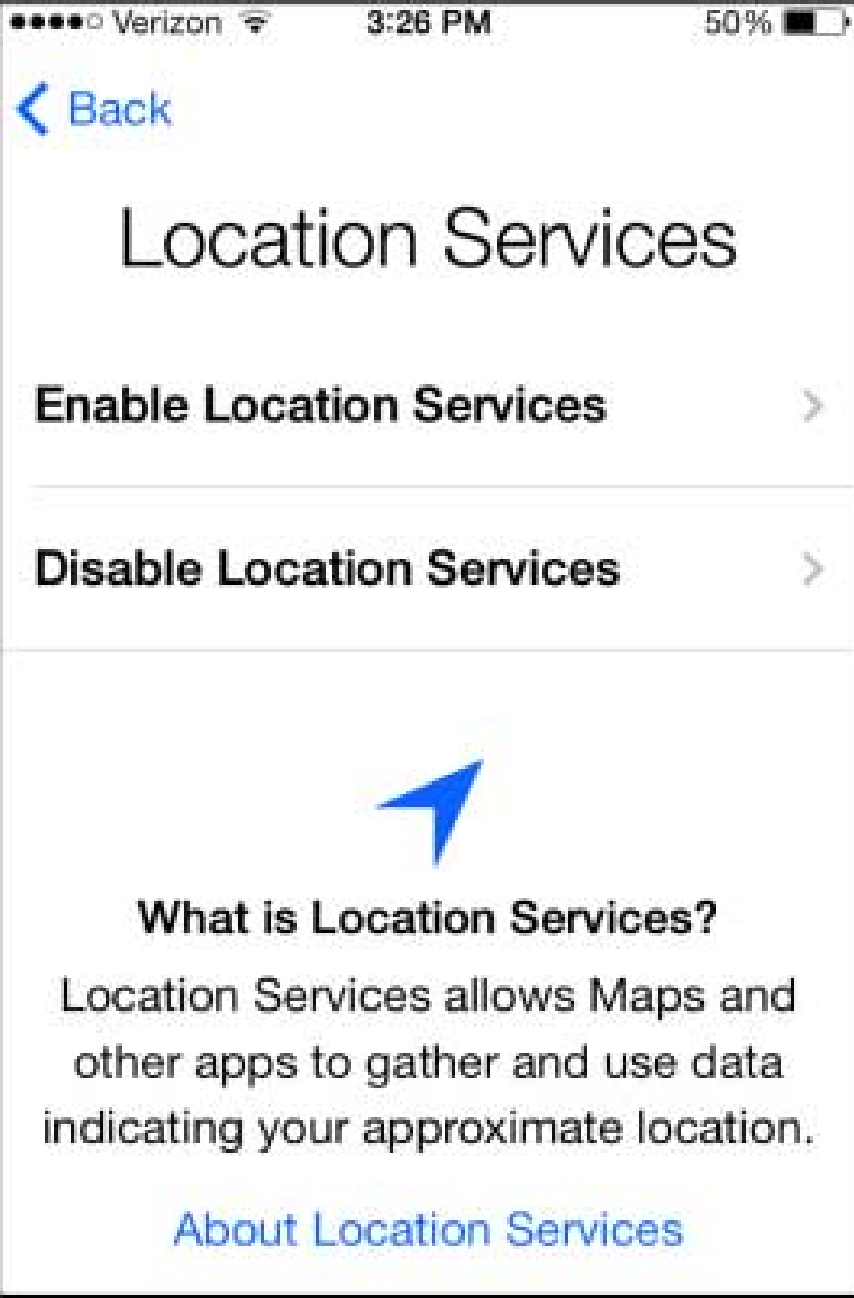 Verizon 3:26 PM 50%
Back
Location Services
Enable Location Services
Disable Location Services
What is Location Services?
Location Services allows Maps and
other apps to gather and use data
indicating your approximate location.
About Location Services